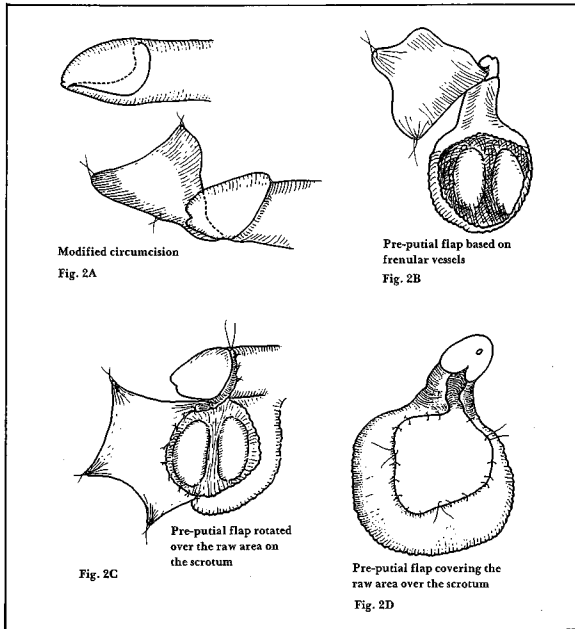 Modified circumcision
Fig. 2A
Pre-putial flap based on
frenular vessels
Fig. 2B
Pre-putial flap rotated
over the raw area on
the scrotum
Fig. 2C
Pre-putial flap covering the
raw area over the scrotum
Fig. 2D